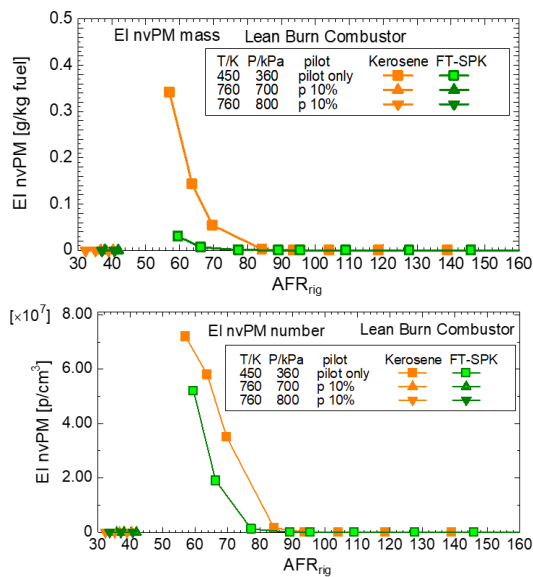 EI nvPM mass Lean Burn Combustor
T/K P/kPa pilot Kerosene FT-SPK
450 360 pilot only
760 700 p 10%
760 800 p 10%
EI nvPM [g/kg fuel]
0.5
0.4
0.3
0.2
0.1
0
30 40 50 60 70 80 90 100 110 120 130 140 150 160
AFRrig
[×10⁷]
EI nvPM number Lean Burn Combustor
T/K P/kPa pilot Kerosene FT-SPK
450 360 pilot only
760 700 p 10%
760 800 p 10%
EI nvPM [p/cm³]
8.00
6.00
4.00
2.00
0
30 40 50 60 70 80 90 100 110 120 130 140 150 160
AFRrig